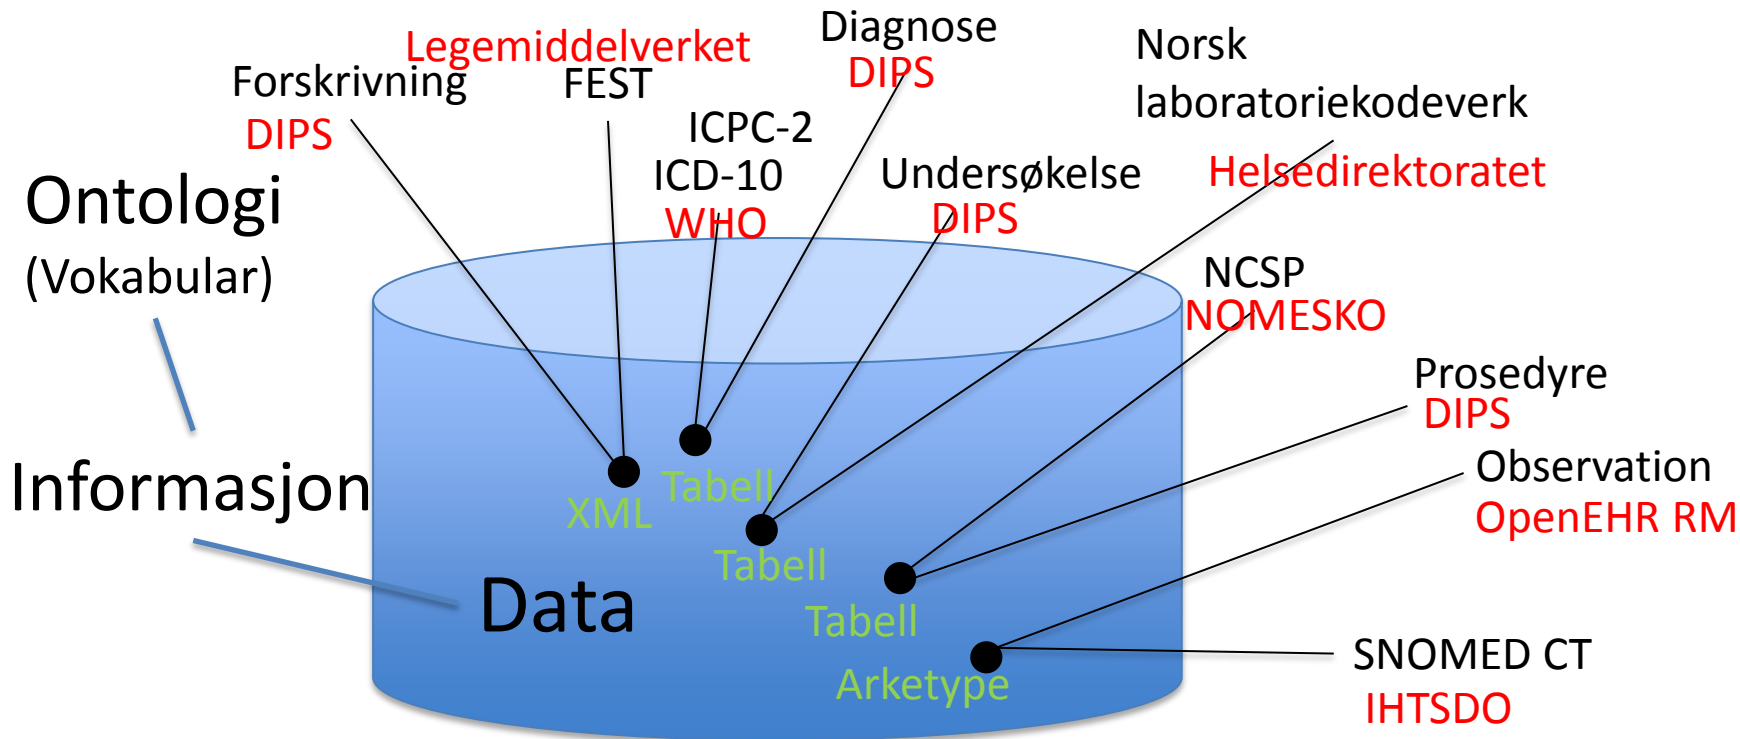 Legemiddelverket
Forskrivning
DIPS
FEST
Diagnose
DIPS
Norsk
laboratoriekodeverk
Helsedirektoratet
ICPC-2
ICD-10
WHO
Undersøkelse
DIPS
Ontologi
(Vokabular)
NCSP
NOMESKO
Prosedyre
DIPS
Observation
OpenEHR RM
Informasjon
XML
Tabell
Tabell
Data
Tabell
Arketype
SNOMED CT
IHTSDO